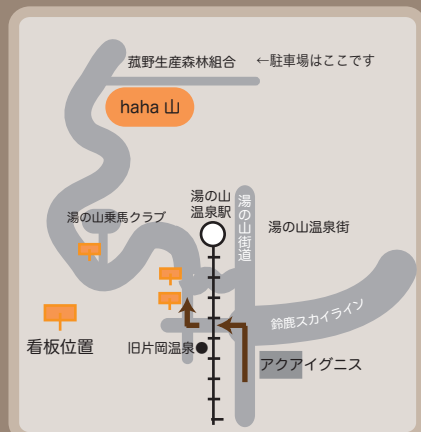 菰野生産森林組合
←駐車場はここです
haha 山
湯の山
温泉駅
湯の山乗馬クラブ
湯の山街道
湯の山温泉街
鈴鹿スカイライン
看板位置
旧片岡温泉
アクアイグニス